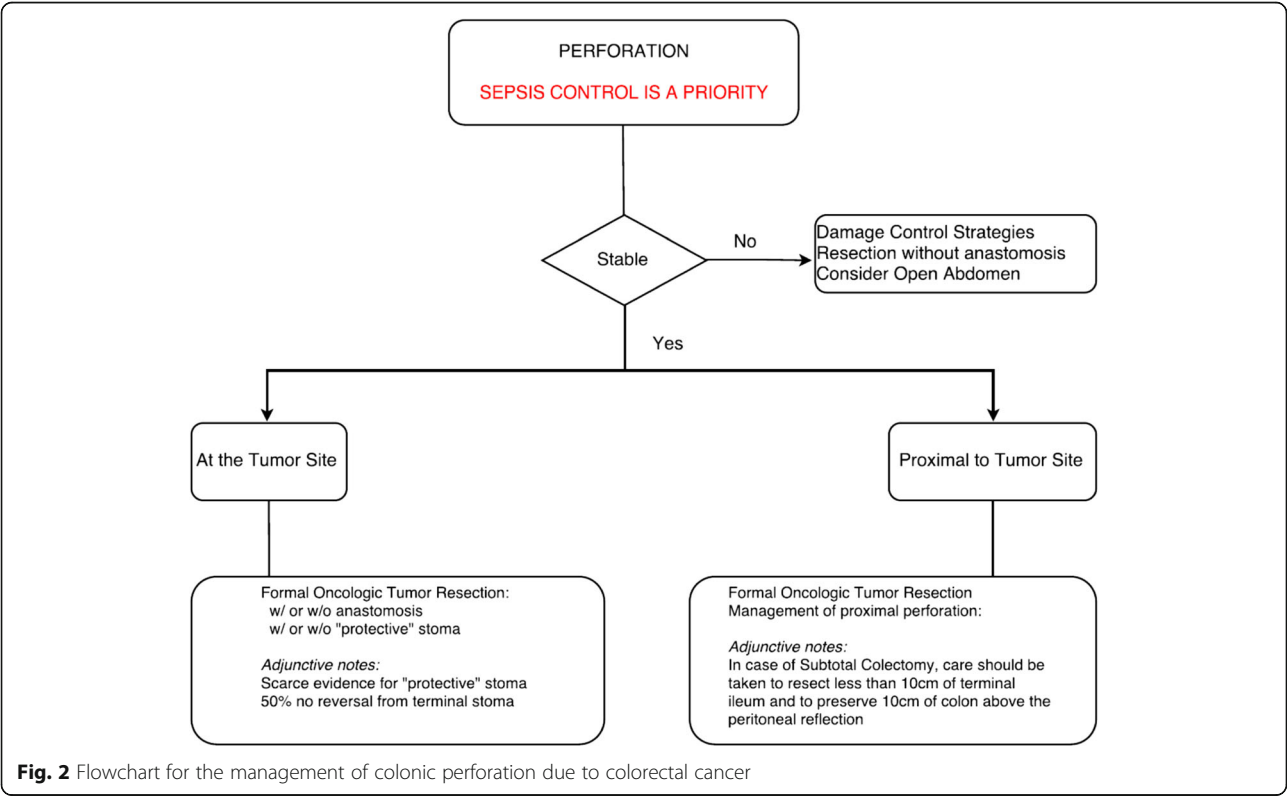 PERFORATION
SEPSIS CONTROL IS A PRIORITY
Stable
No
Damage Control Strategies
Resection without anastomosis
Consider Open Abdomen
Yes
At the Tumor Site
Proximal to Tumor Site
Formal Oncologic Tumor Resection:
w/ or w/o anastomosis
w/ or w/o "protective" stoma
Adjunctive notes:
Scarce evidence for "protective" stoma
50% no reversal from terminal stoma
Formal Oncologic Tumor Resection
Management of proximal perforation:
Adjunctive notes:
In case of Subtotal Colectomy, care should be
taken to resect less than 10cm of terminal
ileum and to preserve 10cm of colon above the
peritoneal reflection
Fig. 2 Flowchart for the management of colonic perforation due to colorectal cancer